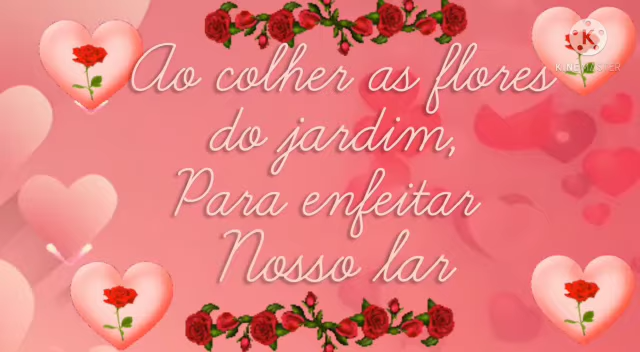 Ao colher as flores
do jardim,
Para enfeitar
Nosso lar
KINEMASTER